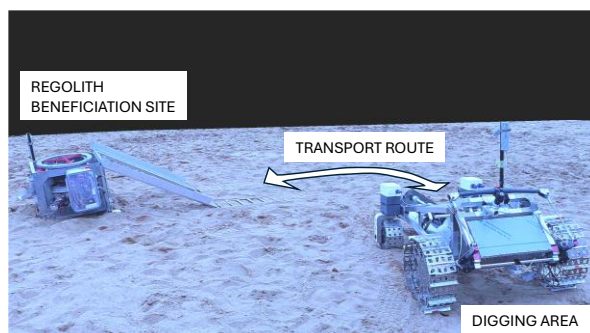 REGOLITH
BENEFICIATION SITE
TRANSPORT ROUTE
DIGGING AREA